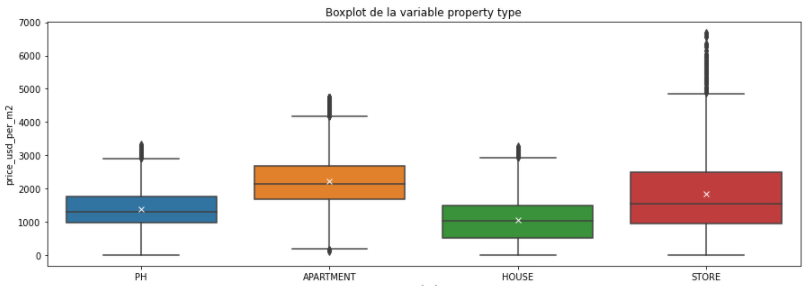 Boxplot de la variable property type
7000
6000
5000
4000
3000
2000
1000
0
price_usd_per_m2
PH APARTMENT HOUSE STORE